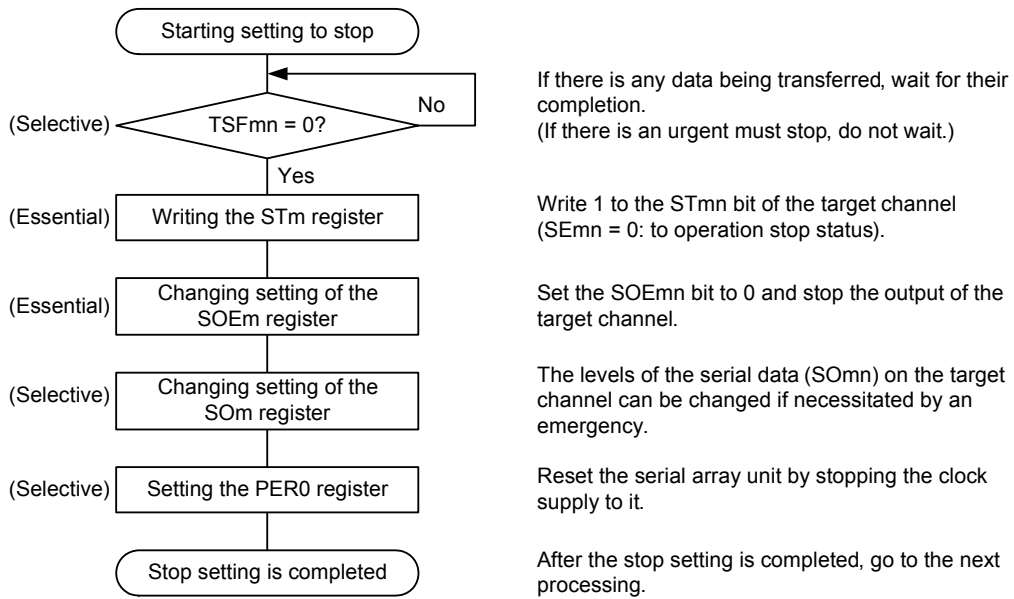 Starting setting to stop
If there is any data being transferred, wait for their
completion.
(If there is an urgent must stop, do not wait.)
(Selective)
TSFmn = 0?
No
Yes
(Essential)
Writing the STm register
Write 1 to the STmn bit of the target channel
(SEmn = 0: to operation stop status).
(Essential)
Changing setting of the
SOEm register
Set the SOEmn bit to 0 and stop the output of the
target channel.
(Selective)
Changing setting of the
SOm register
The levels of the serial data (SOmn) on the target
channel can be changed if necessitated by an
emergency.
(Selective)
Setting the PER0 register
Reset the serial array unit by stopping the clock
supply to it.
Stop setting is completed
After the stop setting is completed, go to the next
processing.